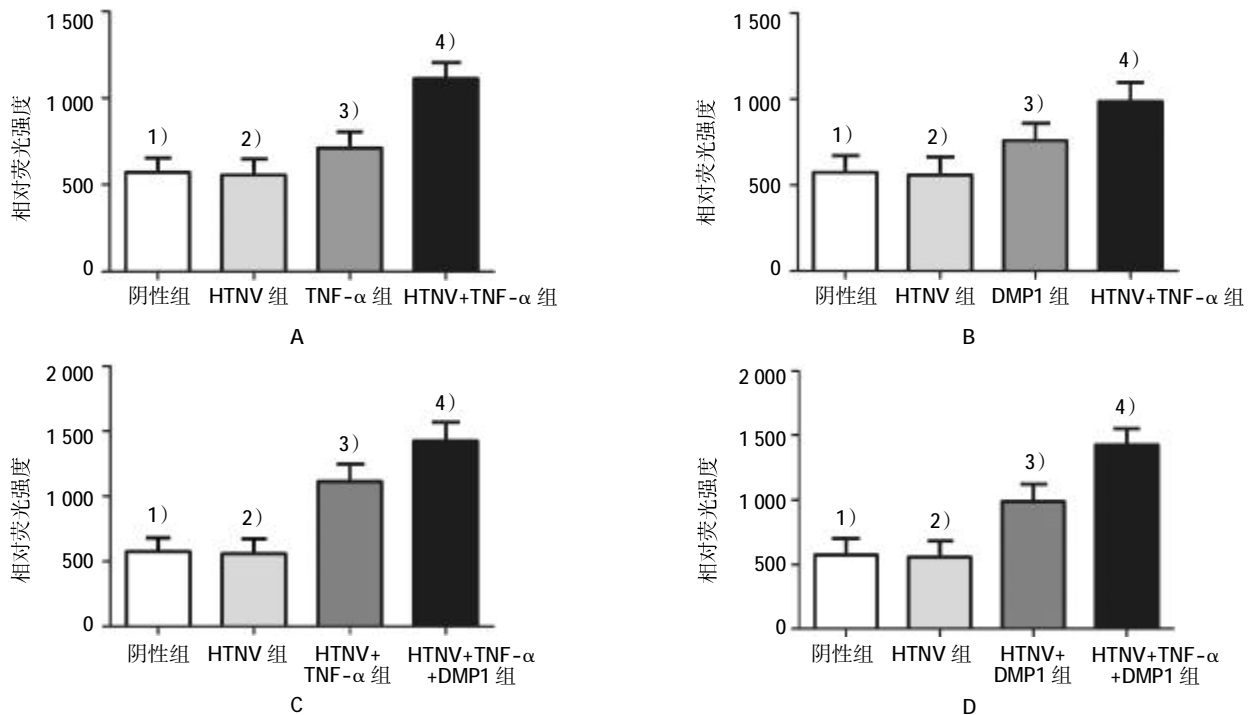 1 500
1 000
500
0
相对荧光强度
1）
2）
3）
4）
阴性组
HTNV 组
TNF-α 组
HTNV+TNF-α 组
A
1 500
1 000
500
0
相对荧光强度
1）
2）
3）
4）
阴性组
HTNV 组
DMP1 组
HTNV+TNF-α 组
B
2 000
1 500
1 000
500
0
相对荧光强度
1）
2）
3）
4）
阴性组
HTNV 组
HTNV+
TNF-α 组
HTNV+TNF-α
+DMP1 组
C
2 000
1 500
1 000
500
0
相对荧光强度
1）
2）
3）
4）
阴性组
HTNV 组
HTNV+
DMP1 组
HTNV+TNF-α
+DMP1 组
D